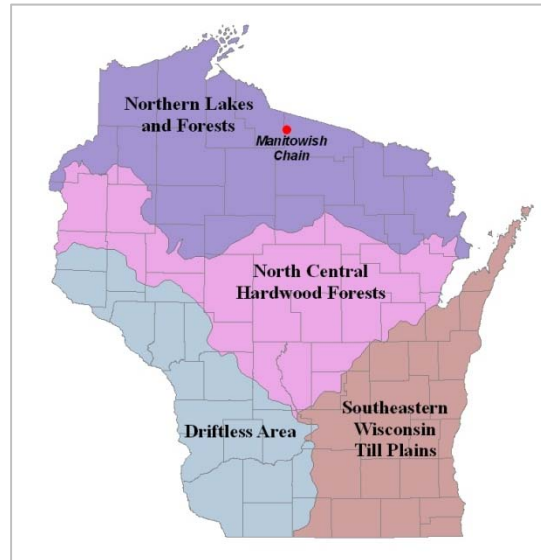 Northern Lakes
and Forests
Manitowish
Chain
North Central
Hardwood Forests
Southeastern
Wisconsin
Till Plains
Driftless Area